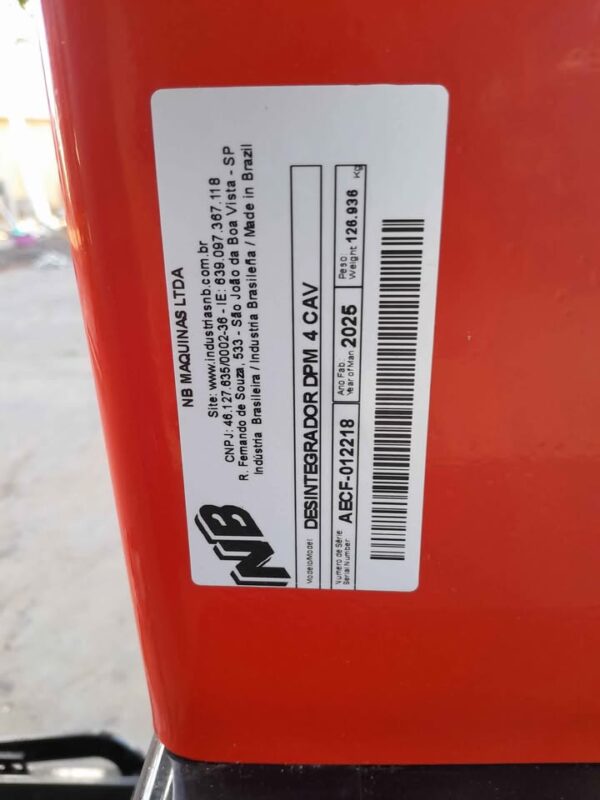 NB
NB MAQUINAS LTDA
Site: www.industriasnb.com.br
CNPJ: 46.127.635/0002-36 - IE: 639.097.367.118
R. Fernando de Souza, 533 - São João da Boa Vista - SP
Indústria Brasileira / Industria Brasileña / Made in Brazil
Modelo/Model
DESINTEGRADOR DPM 4 CAV
Numero de Série
Serial Number
AECF-012218
Ano Fab.
Year of Man
2025
Peso:
Weight
126.936
Kg